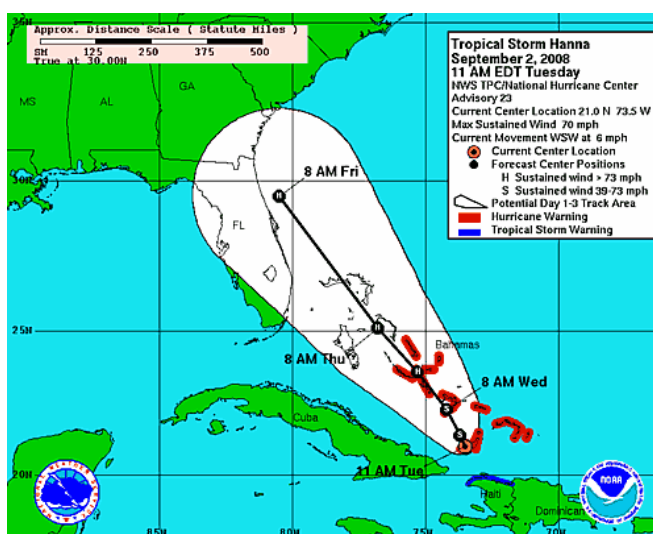 Approx. Distance Scale ( Statute Miles )
SM 125 250 375 500
True at 30.00N
35N
Tropical Storm Hanna
September 2, 2008
11 AM EDT Tuesday
NWS TPC/National Hurricane Center
Advisory 23
Current Center Location 21.0 N 73.5 W
Max Sustained Wind 70 mph
Current Movement WSW at 6 mph
Current Center Location
Forecast Center Positions
H Sustained wind > 73 mph
S Sustained wind 39-73 mph
Potential Day 1-3 Track Area
Hurricane Warning
Tropical Storm Warning
MS
AL
GA
8 AM Fri
30N
H
FL
25N
H
8 AM Thu
Bahamas
H
8 AM Wed
S
Cuba
S
11 AM Tue
20N
Haiti
Dominican
NATIONAL WEATHER SERVICE
NOAA
85W
80W
75W
70W